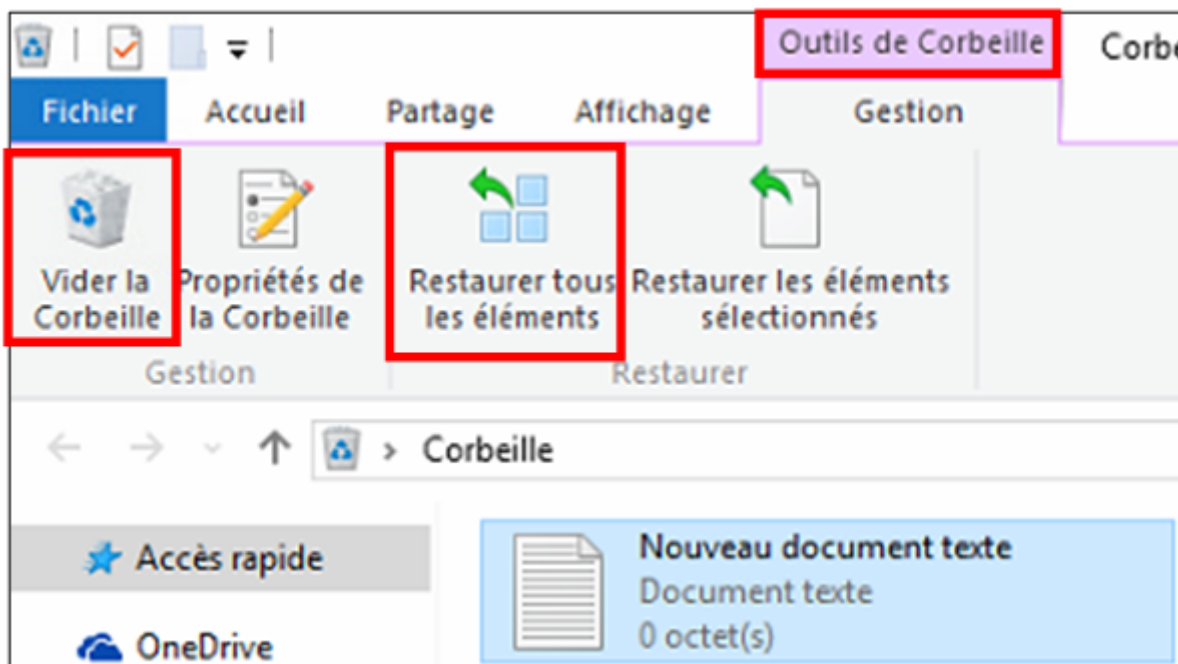 Outils de Corbeille
Fichier Accueil Partage Affichage Gestion
Vider la Corbeille
Propriétés de la Corbeille
Restaurer tous les éléments
Restaurer les éléments sélectionnés
Gestion
Restaurer
Corbeille
Accès rapide
OneDrive
Nouveau document texte
Document texte
0 octet(s)